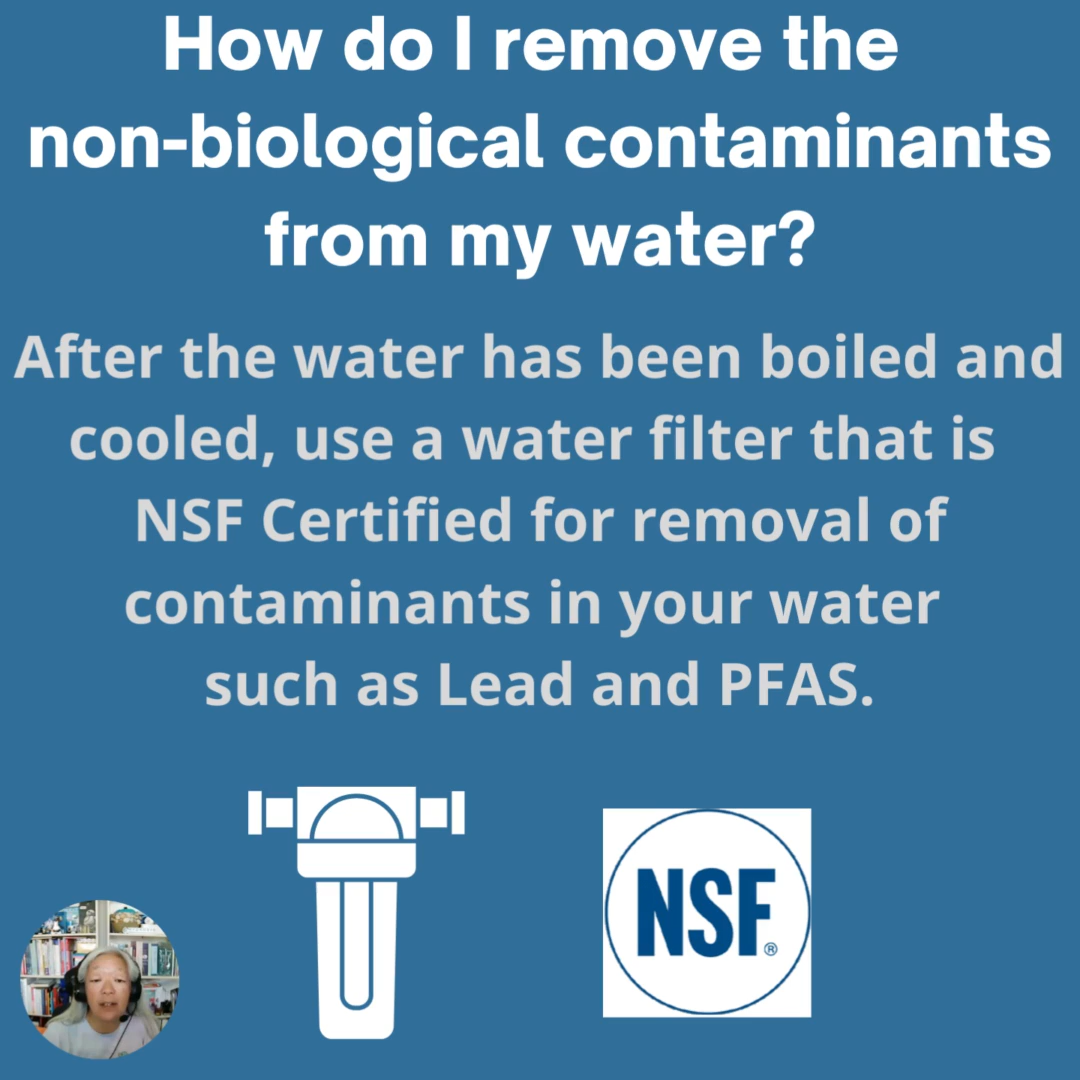 How do I remove the
non-biological contaminants
from my water?
After the water has been boiled and
cooled, use a water filter that is
NSF Certified for removal of
contaminants in your water
such as Lead and PFAS.
NSF®